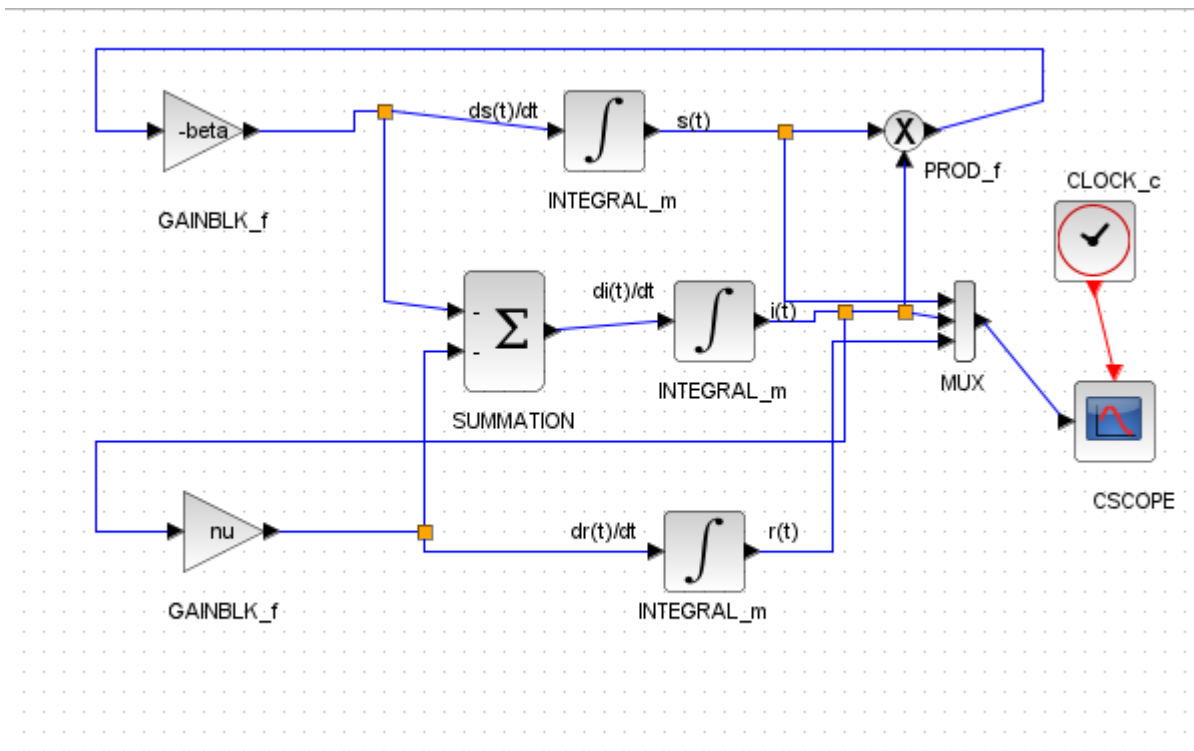 ds(t)/dt
-beta
s(t)
X
PROD_f
CLOCK_c
INTEGRAL_m
GAINBLK_f
di(t)/dt
i(t)
-
Σ
-
MUX
INTEGRAL_m
SUMMATION
CSCOPE
nu
dr(t)/dt
r(t)
GAINBLK_f
INTEGRAL_m